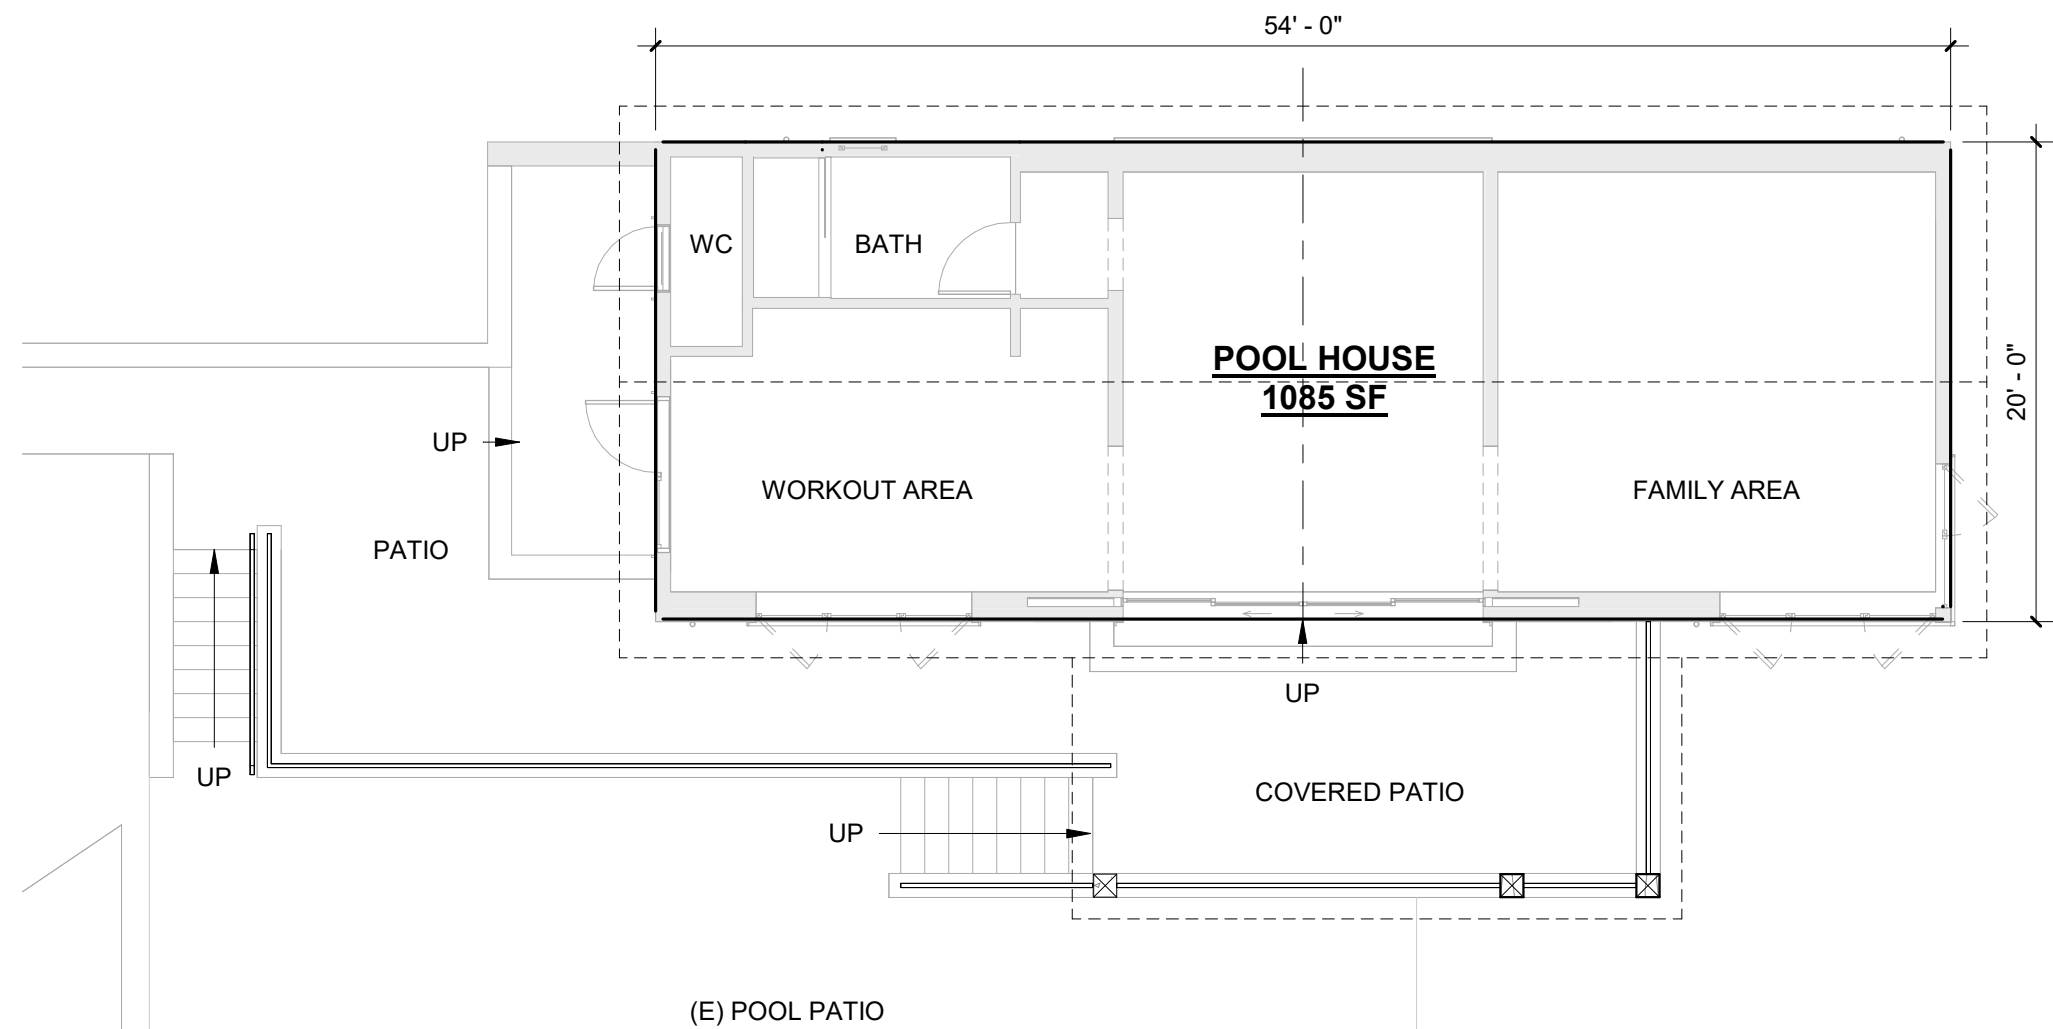 54' - 0"
WC
BATH
POOL HOUSE
1085 SF
20' - 0"
UP
WORKOUT AREA
FAMILY AREA
PATIO
UP
UP
COVERED PATIO
UP
(E) POOL PATIO